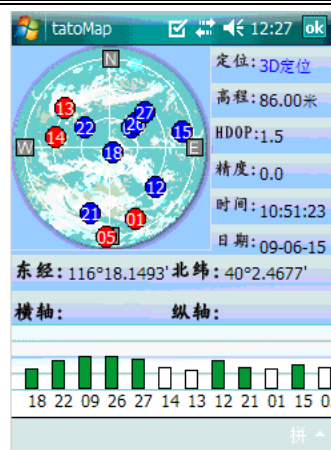 tatoMap 12:27 ok
N
定位: 3D定位
高程: 86.00米
HDOP: 1.5
精度: 0.0
时间: 10:51:23
日期: 09-06-15
13
14
22
27
26
15
W
E
18
12
21
01
05
东经: 116°18.1493' 北纬: 40°2.4677'
横轴: 纵轴:
18 22 09 26 27 14 13 12 21 01 15 0
拼